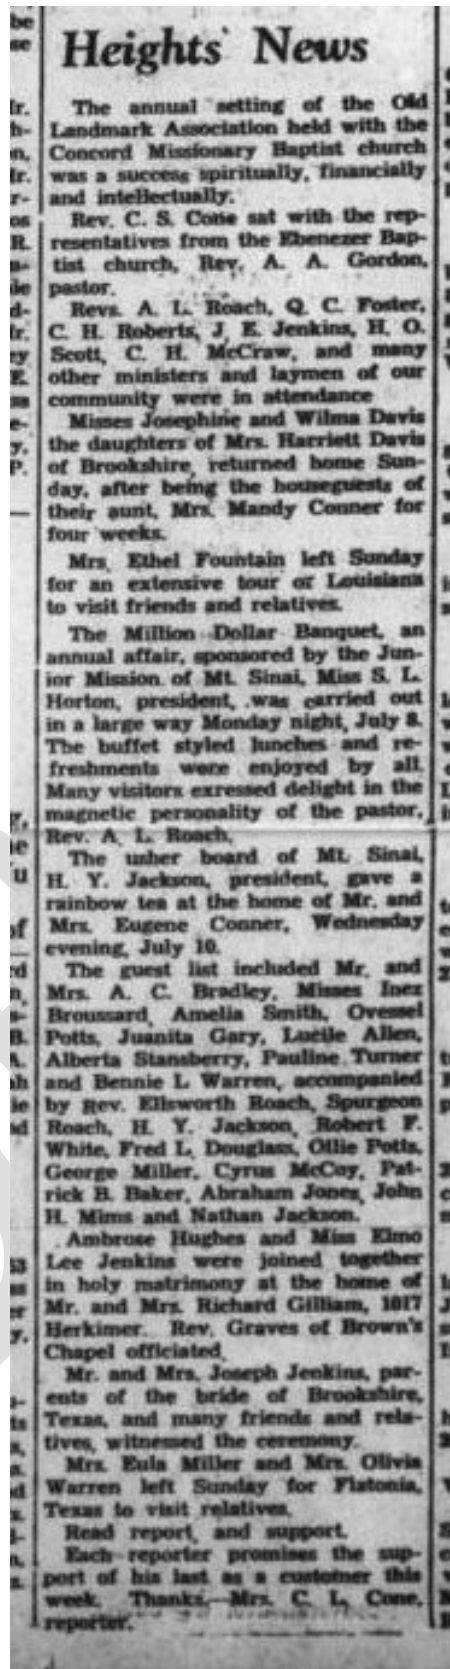 Heights' News
The annual setting of the Old
Landmark Association held with the
Concord Missionary Baptist church
was a success spiritually, financially
and intellectually.
Rev. C. S. Cone sat with the rep-
resentatives from the Ebenezer Bap-
tist church, Rev. A. A. Gordon,
pastor.
Revs. A. L. Roach, Q. C. Foster,
C. H. Roberts, J. E. Jenkins, H. O.
Scott, C. H. McCraw, and many
other ministers and laymen of our
community were in attendance
Misses Josephine and Wilma Davis
the daughters of Mrs. Harriett Davis
of Brookshire, returned home Sun-
day, after being the houseguests of
their aunt, Mrs. Mandy Conner for
four weeks.
Mrs. Ethel Fountain left Sunday
for an extensive tour or Louisiana
to visit friends and relatives.
The Million Dollar Banquet, an
annual affair, sponsored by the Jun-
ior Mission of Mt. Sinai, Miss S. L.
Horton, president, was carried out
in a large way Monday night, July 8.
The buffet styled lunches and re-
freshments were enjoyed by all.
Many visitors exressed delight in the
magnetic personality of the pastor,
Rev. A. L. Roach.
The usher board of Mt. Sinai,
H. Y. Jackson, president, gave a
rainbow tea at the home of Mr. and
Mrs. Eugene Conner, Wednesday
evening, July 10.
The guest list included Mr. and
Mrs. A. C. Bradley, Misses Inez
Broussard, Amelia Smith, Ovessel
Potts, Juanita Gary, Lucile Allen,
Alberta Stansberry, Pauline Turner
and Bennie L. Warren, accompanied
by Rev. Ellsworth Roach, Spurgeon
Roach, H. Y. Jackson, Robert F.
White, Fred L. Douglass, Ollie Potts,
George Miller, Cyrus McCoy, Pat-
rick B. Baker, Abraham Jones, John
H. Mims and Nathan Jackson.
Ambrose Hughes and Miss Elmo
Lee Jenkins were joined together
in holy matrimony at the home of
Mr. and Mrs. Richard Gilliam, 1017
Herkimer. Rev. Graves of Brown's
Chapel officiated.
Mr. and Mrs. Joseph Jenkins, par-
ents of the bride of Brookshire,
Texas, and many friends and rela-
tives, witnessed the ceremony.
Mrs. Eula Miller and Mrs. Olivia
Warren left Sunday for Flatonia,
Texas to visit relatives.
Read report, and support.
Each reporter promises the sup-
port of his last as a customer this
week. Thanks.—Mrs. C. L. Cone,
reporter.